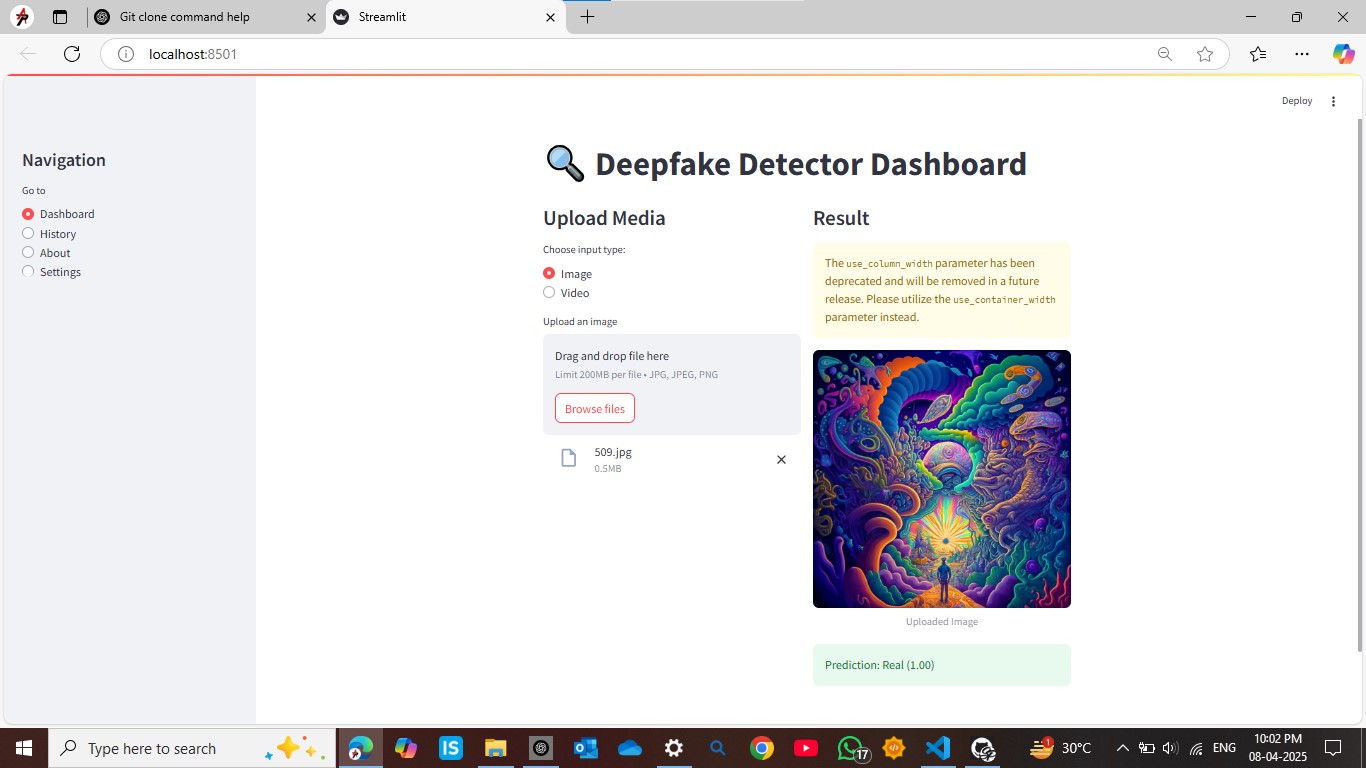 Git clone command help
Streamlit
localhost:8501
Deploy
Navigation
Go to
Dashboard
History
About
Settings
Deepfake Detector Dashboard
Upload Media
Choose input type:
Image
Video
Upload an image
Drag and drop file here
Limit 200MB per file • JPG, JPEG, PNG
Browse files
509.jpg
0.5MB
Result
The use_column_width parameter has been
deprecated and will be removed in a future
release. Please utilize the use_container_width
parameter instead.
Uploaded Image
Prediction: Real (1.00)
Type here to search
IS
17
1
30°C
ENG
10:02 PM
08-04-2025